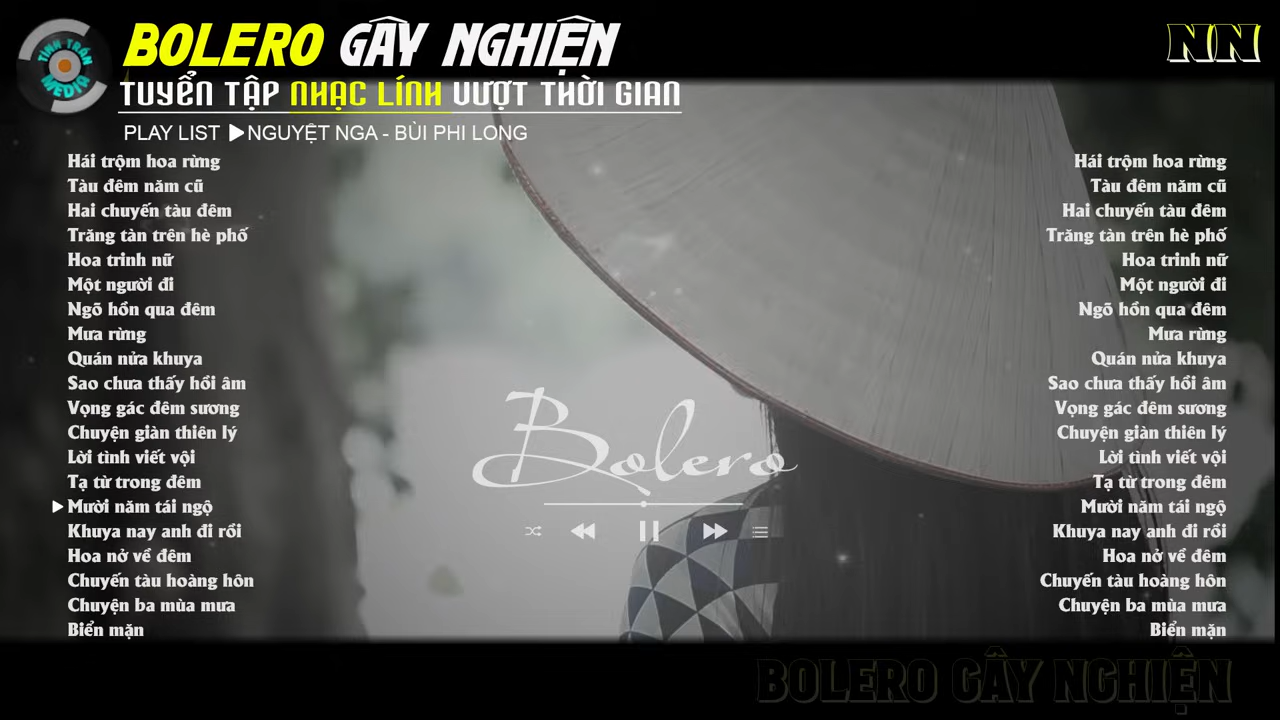 TÌNH TRẦN
MEDIA
BOLERO GÂY NGHIỆN
NN
TUYỂN TẬP NHẠC LÍNH VƯỢT THỜI GIAN
PLAY LIST NGUYỆT NGA - BÙI PHI LONG
Hái trộm hoa rừng
Tàu đêm năm cũ
Hai chuyến tàu đêm
Trăng tàn trên hè phố
Hoa trinh nữ
Một người đi
Ngõ hồn qua đêm
Mưa rừng
Quán nửa khuya
Sao chưa thấy hồi âm
Vọng gác đêm sương
Chuyện giàn thiên lý
Lời tình viết vội
Tạ từ trong đêm
Mười năm tái ngộ
Khuya nay anh đi rồi
Hoa nở về đêm
Chuyến tàu hoàng hôn
Chuyện ba mùa mưa
Biển mặn
Bolero
Hái trộm hoa rừng
Tàu đêm năm cũ
Hai chuyến tàu đêm
Trăng tàn trên hè phố
Hoa trinh nữ
Một người đi
Ngõ hồn qua đêm
Mưa rừng
Quán nửa khuya
Sao chưa thấy hồi âm
Vọng gác đêm sương
Chuyện giàn thiên lý
Lời tình viết vội
Tạ từ trong đêm
Mười năm tái ngộ
Khuya nay anh đi rồi
Hoa nở về đêm
Chuyến tàu hoàng hôn
Chuyện ba mùa mưa
Biển mặn
BOLERO GÂY NGHIỆN